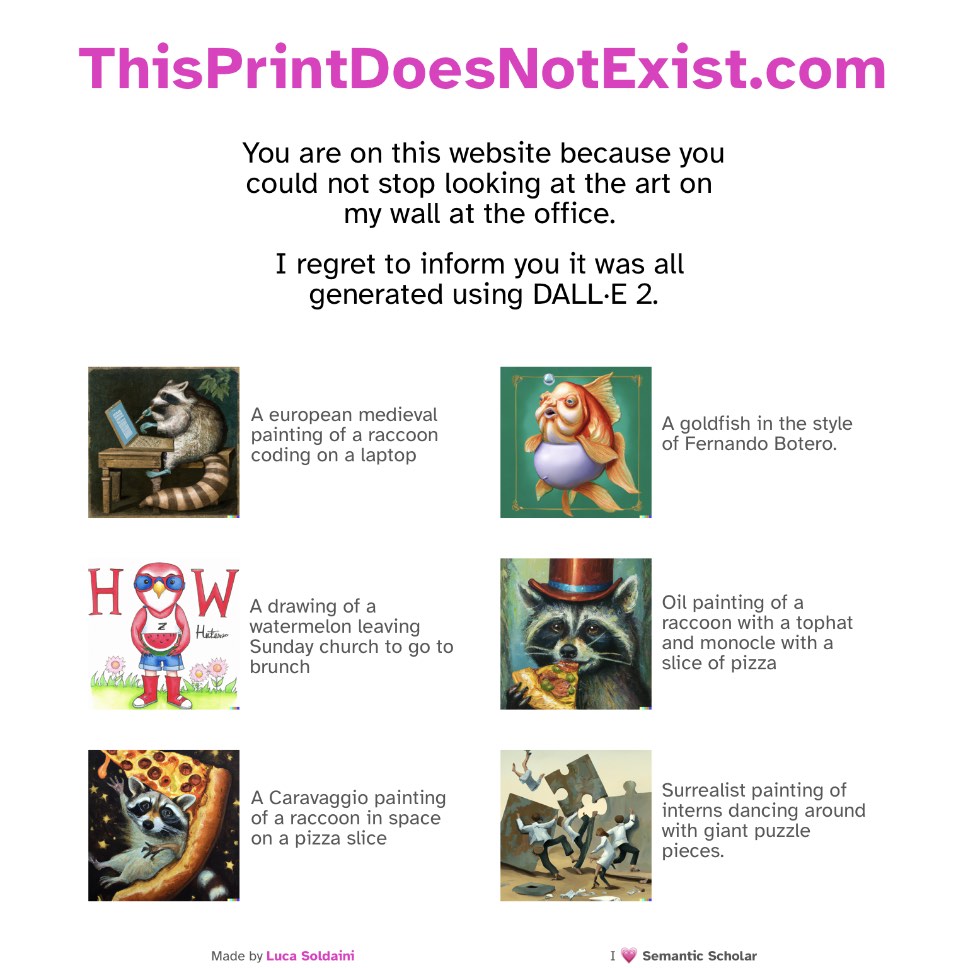 ThisPrintDoesNotExist.com
You are on this website because you
could not stop looking at the art on
my wall at the office.
I regret to inform you it was all
generated using DALL·E 2.
A european medieval
painting of a raccoon
coding on a laptop
A goldfish in the style
of Fernando Botero.
H W
Z
A drawing of a
watermelon leaving
Sunday church to go to
brunch
Oil painting of a
raccoon with a tophat
and monocle with a
slice of pizza
A Caravaggio painting
of a raccoon in space
on a pizza slice
Surrealist painting of
interns dancing around
with giant puzzle
pieces.
Made by Luca Soldaini
I 💗 Semantic Scholar